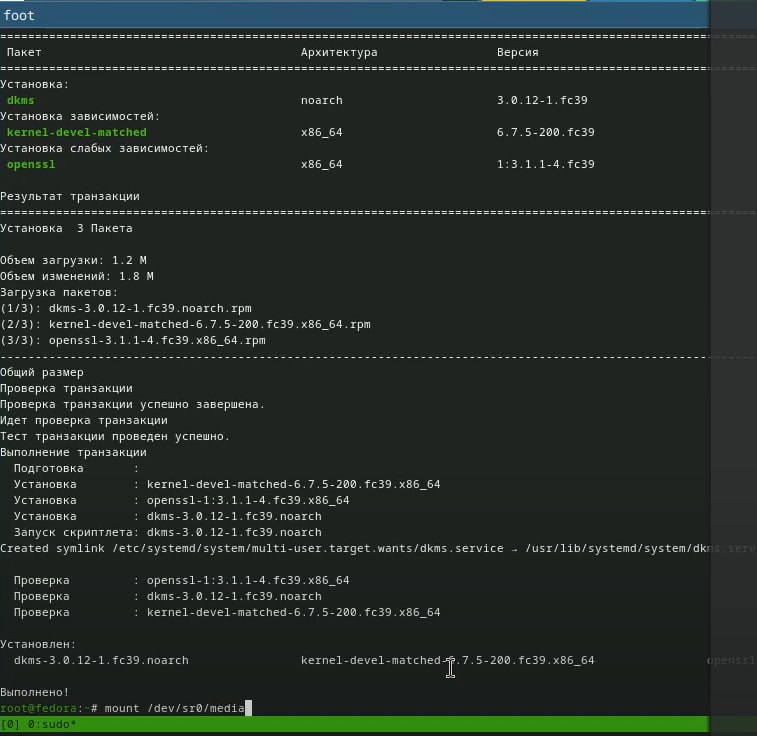 foot
================================================================================
Пакет Архитектура Версия
================================================================================
Установка:
dkms noarch 3.0.12-1.fc39
Установка зависимостей:
kernel-devel-matched x86_64 6.7.5-200.fc39
Установка слабых зависимостей:
openssl x86_64 1:3.1.1-4.fc39
Результат транзакции
================================================================================
Установка 3 Пакета
Объем загрузки: 1.2 M
Объем изменений: 1.8 M
Загрузка пакетов:
(1/3): dkms-3.0.12-1.fc39.noarch.rpm
(2/3): kernel-devel-matched-6.7.5-200.fc39.x86_64.rpm
(3/3): openssl-3.1.1-4.fc39.x86_64.rpm
--------------------------------------------------------------------------------
Общий размер
Проверка транзакции
Проверка транзакции успешно завершена.
Идет проверка транзакции
Тест транзакции проведен успешно.
Выполнение транзакции
Подготовка :
Установка : kernel-devel-matched-6.7.5-200.fc39.x86_64
Установка : openssl-1:3.1.1-4.fc39.x86_64
Установка : dkms-3.0.12-1.fc39.noarch
Запуск скриптлета: dkms-3.0.12-1.fc39.noarch
Created symlink /etc/systemd/system/multi-user.target.wants/dkms.service → /usr/lib/systemd/system/dkms.serv
Проверка : openssl-1:3.1.1-4.fc39.x86_64
Проверка : dkms-3.0.12-1.fc39.noarch
Проверка : kernel-devel-matched-6.7.5-200.fc39.x86_64
Установлен:
dkms-3.0.12-1.fc39.noarch kernel-devel-matched-6.7.5-200.fc39.x86_64 openssl
Выполнено!
root@fedora:~# mount /dev/sr0/media
[0] 0:sudo*